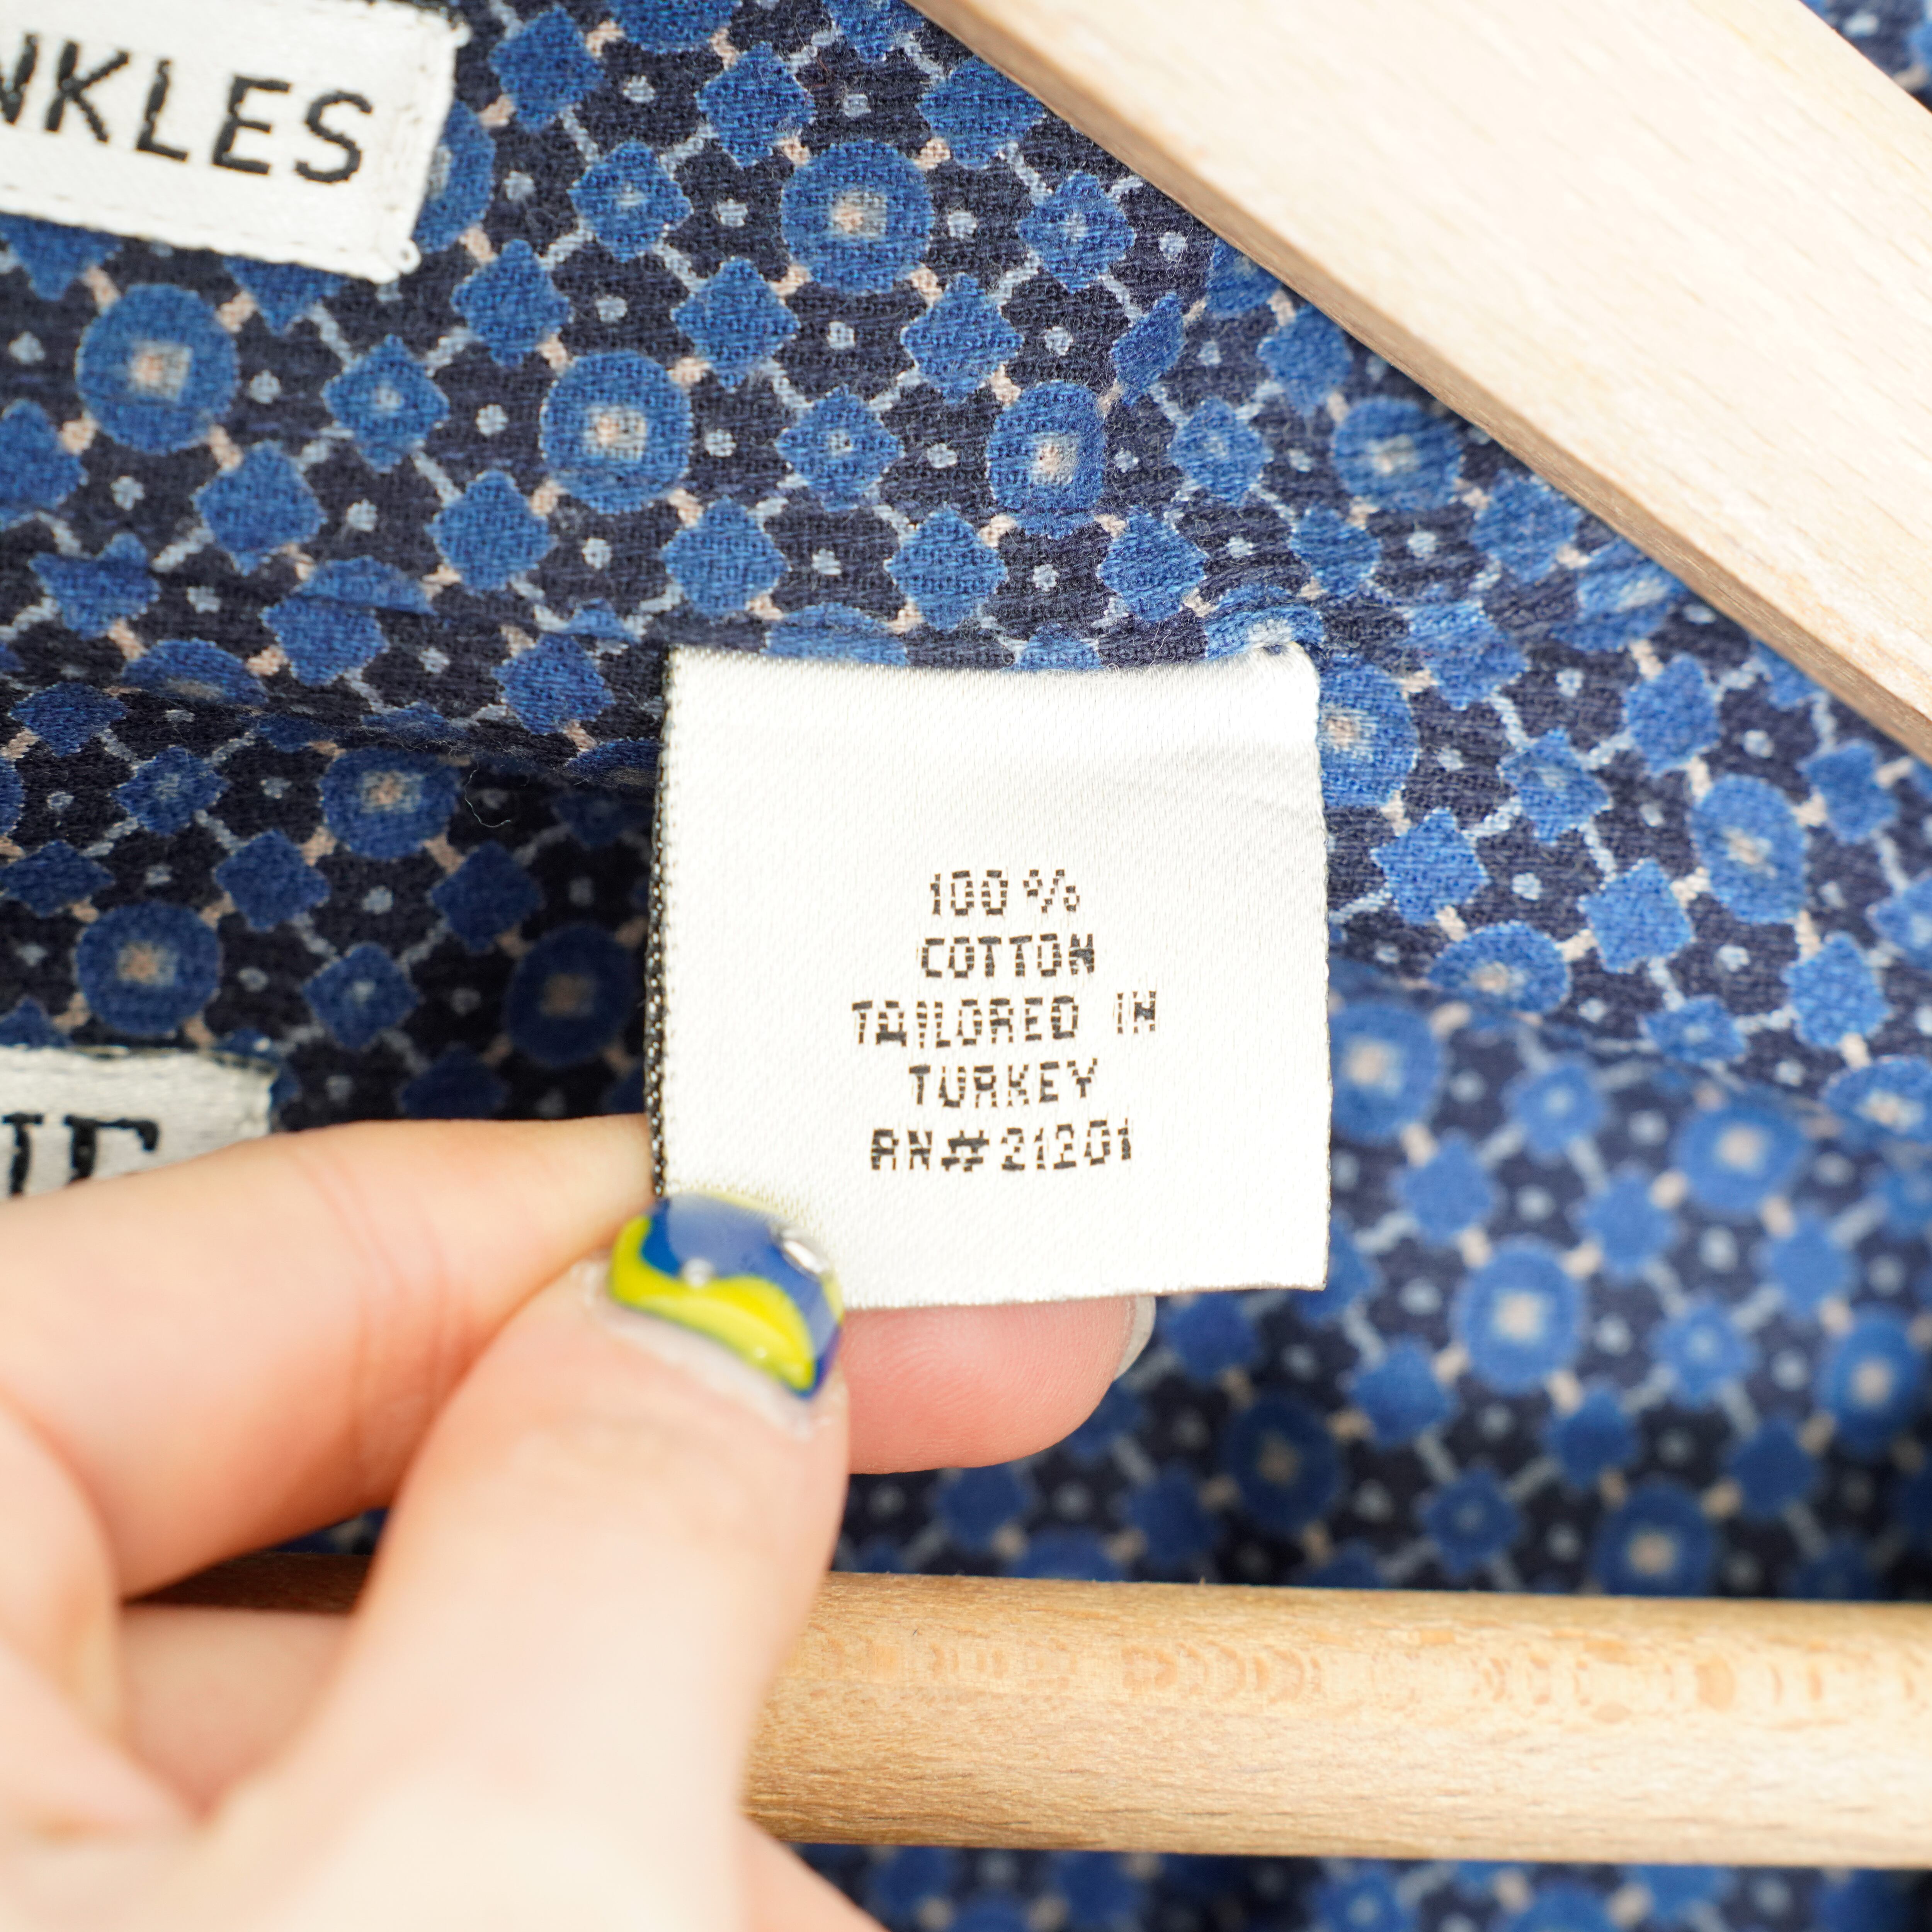 NKLES
100 %
COTTON
TAILORED IN
TURKEY
RN#21201